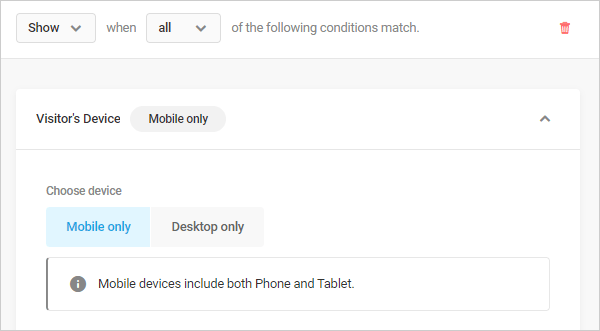 Show when all of the following conditions match.
Visitor's Device Mobile only
Choose device
Mobile only Desktop only
Mobile devices include both Phone and Tablet.